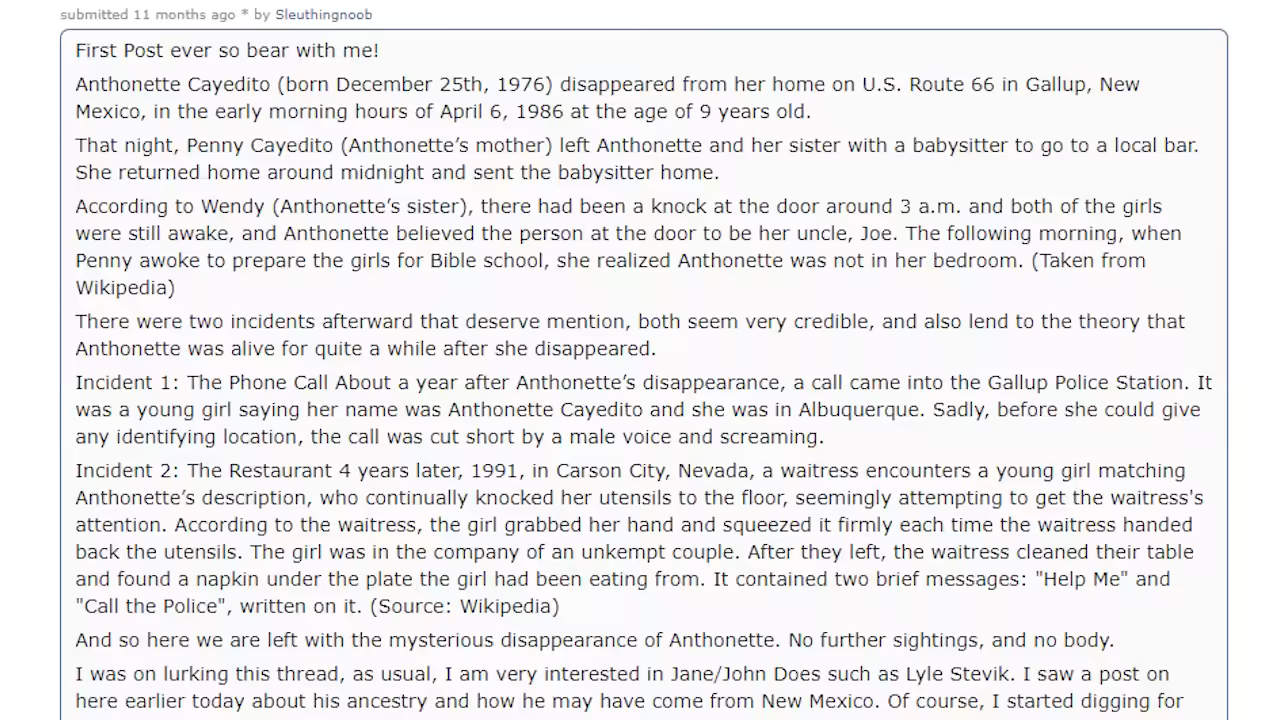 submitted 11 months ago * by Sleuthingnoob
First Post ever so bear with me!
Anthonette Cayedito (born December 25th, 1976) disappeared from her home on U.S. Route 66 in Gallup, New
Mexico, in the early morning hours of April 6, 1986 at the age of 9 years old.
That night, Penny Cayedito (Anthonette’s mother) left Anthonette and her sister with a babysitter to go to a local bar.
She returned home around midnight and sent the babysitter home.
According to Wendy (Anthonette’s sister), there had been a knock at the door around 3 a.m. and both of the girls
were still awake, and Anthonette believed the person at the door to be her uncle, Joe. The following morning, when
Penny awoke to prepare the girls for Bible school, she realized Anthonette was not in her bedroom. (Taken from
Wikipedia)
There were two incidents afterward that deserve mention, both seem very credible, and also lend to the theory that
Anthonette was alive for quite a while after she disappeared.
Incident 1: The Phone Call About a year after Anthonette’s disappearance, a call came into the Gallup Police Station. It
was a young girl saying her name was Anthonette Cayedito and she was in Albuquerque. Sadly, before she could give
any identifying location, the call was cut short by a male voice and screaming.
Incident 2: The Restaurant 4 years later, 1991, in Carson City, Nevada, a waitress encounters a young girl matching
Anthonette’s description, who continually knocked her utensils to the floor, seemingly attempting to get the waitress's
attention. According to the waitress, the girl grabbed her hand and squeezed it firmly each time the waitress handed
back the utensils. The girl was in the company of an unkempt couple. After they left, the waitress cleaned their table
and found a napkin under the plate the girl had been eating from. It contained two brief messages: "Help Me" and
"Call the Police", written on it. (Source: Wikipedia)
And so here we are left with the mysterious disappearance of Anthonette. No further sightings, and no body.
I was on lurking this thread, as usual, I am very interested in Jane/John Does such as Lyle Stevik. I saw a post on
here earlier today about his ancestry and how he may have come from New Mexico. Of course, I started digging for